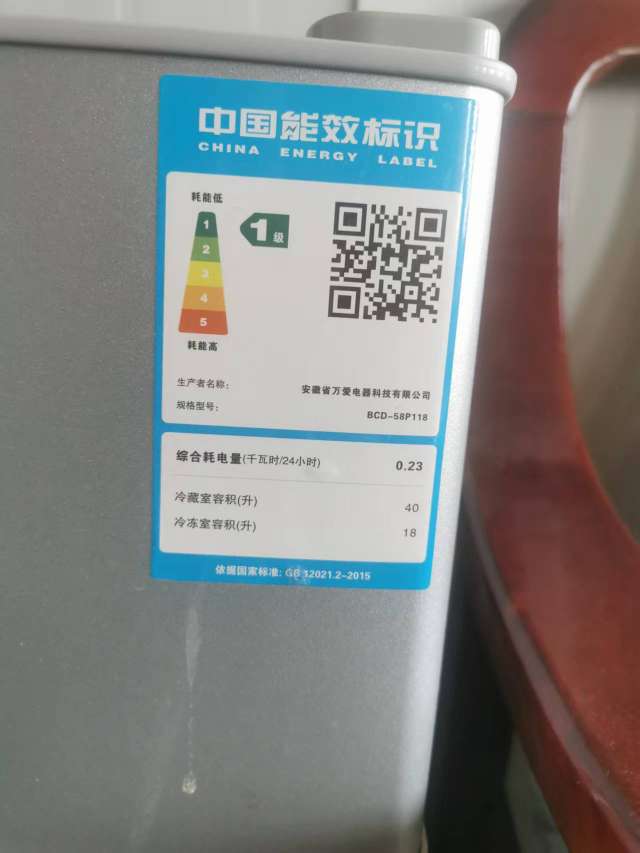 中国能效标识
CHINA ENERGY LABEL
耗能低
1
2
3
4
5
耗能高
1级
生产者名称: 安徽省万爱电器科技有限公司
规格型号: BCD-58P118
综合耗电量(千瓦时/24小时) 0.23
冷藏室容积(升) 40
冷冻室容积(升) 18
依据国家标准: GB 12021.2-2015